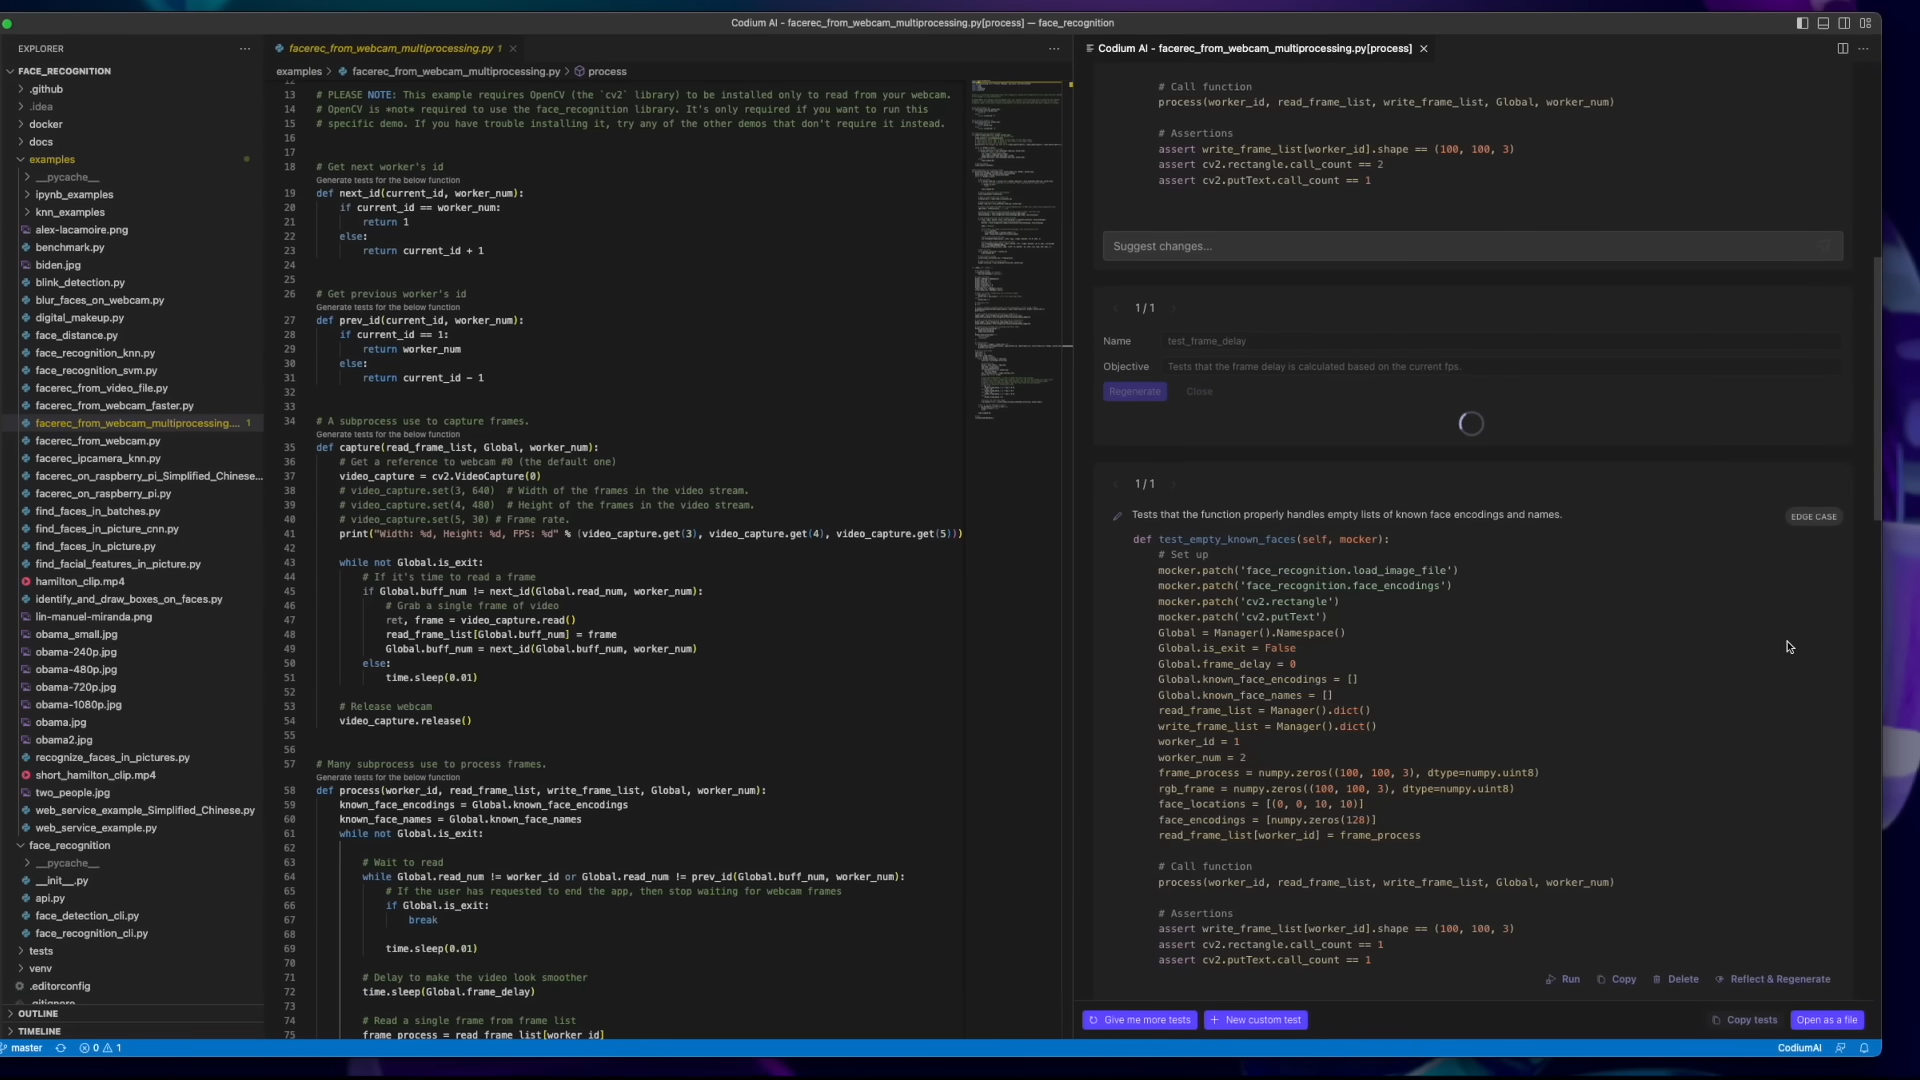 Codium AI - facerec_from_webcam_multiprocessing.py[process] — face_recognition
EXPLORER
FACE_RECOGNITION
.github
.idea
docker
docs
examples
__pycache__
ipynb_examples
knn_examples
alex-lacamoire.png
benchmark.py
biden.jpg
blink_detection.py
blur_faces_on_webcam.py
digital_makeup.py
face_distance.py
face_recognition_knn.py
face_recognition_svm.py
facerec_from_video_file.py
facerec_from_webcam_faster.py
facerec_from_webcam_multiprocessing.... 1
facerec_from_webcam.py
facerec_ipcamera_knn.py
facerec_on_raspberry_pi_Simplified_Chinese...
facerec_on_raspberry_pi.py
find_faces_in_batches.py
find_faces_in_picture_cnn.py
find_faces_in_picture.py
find_facial_features_in_picture.py
hamilton_clip.mp4
identify_and_draw_boxes_on_faces.py
lin-manuel-miranda.png
obama_small.jpg
obama-240p.jpg
obama-480p.jpg
obama-720p.jpg
obama-1080p.jpg
obama.jpg
obama2.jpg
recognize_faces_in_pictures.py
short_hamilton_clip.mp4
two_people.jpg
web_service_example_Simplified_Chinese.py
web_service_example.py
face_recognition
__pycache__
__init__.py
api.py
face_detection_cli.py
face_recognition_cli.py
tests
venv
.editorconfig
.gitignore
OUTLINE
TIMELINE
facerec_from_webcam_multiprocessing.py 1
examples > facerec_from_webcam_multiprocessing.py > process
12
13 # PLEASE NOTE: This example requires OpenCV (the `cv2` library) to be installed only to read from your webcam.
14 # OpenCV is *not* required to use the face_recognition library. It's only required if you want to run this
15 # specific demo. If you have trouble installing it, try any of the other demos that don't require it instead.
16
17
18 # Get next worker's id
Generate tests for the below function
19 def next_id(current_id, worker_num):
20 if current_id == worker_num:
21 return 1
22 else:
23 return current_id + 1
24
25
26 # Get previous worker's id
Generate tests for the below function
27 def prev_id(current_id, worker_num):
28 if current_id == 1:
29 return worker_num
30 else:
31 return current_id - 1
32
33
34 # A subprocess use to capture frames.
Generate tests for the below function
35 def capture(read_frame_list, Global, worker_num):
36 # Get a reference to webcam #0 (the default one)
37 video_capture = cv2.VideoCapture(0)
38 # video_capture.set(3, 640) # Width of the frames in the video stream.
39 # video_capture.set(4, 480) # Height of the frames in the video stream.
40 # video_capture.set(5, 30) # Frame rate.
41 print("Width: %d, Height: %d, FPS: %d" % (video_capture.get(3), video_capture.get(4), video_capture.get(5)))
42
43 while not Global.is_exit:
44 # If it's time to read a frame
45 if Global.buff_num != next_id(Global.read_num, worker_num):
46 # Grab a single frame of video
47 ret, frame = video_capture.read()
48 read_frame_list[Global.buff_num] = frame
49 Global.buff_num = next_id(Global.buff_num, worker_num)
50 else:
51 time.sleep(0.01)
52
53 # Release webcam
54 video_capture.release()
55
56
57 # Many subprocess use to process frames.
Generate tests for the below function
58 def process(worker_id, read_frame_list, write_frame_list, Global, worker_num):
59 known_face_encodings = Global.known_face_encodings
60 known_face_names = Global.known_face_names
61 while not Global.is_exit:
62
63 # Wait to read
64 while Global.read_num != worker_id or Global.read_num != prev_id(Global.buff_num, worker_num):
65 # If the user has requested to end the app, then stop waiting for webcam frames
66 if Global.is_exit:
67 break
68
69 time.sleep(0.01)
70
71 # Delay to make the video look smoother
72 time.sleep(Global.frame_delay)
73
74 # Read a single frame from frame list
75 frame_process = read_frame_list[worker_id]
Codium AI - facerec_from_webcam_multiprocessing.py[process]
# Call function
process(worker_id, read_frame_list, write_frame_list, Global, worker_num)
# Assertions
assert write_frame_list[worker_id].shape == (100, 100, 3)
assert cv2.rectangle.call_count == 2
assert cv2.putText.call_count == 1
Suggest changes...
1/1
Name test_frame_delay
Objective Tests that the frame delay is calculated based on the current fps.
Regenerate Close
1/1
Tests that the function properly handles empty lists of known face encodings and names.
EDGE CASE
def test_empty_known_faces(self, mocker):
# Set up
mocker.patch('face_recognition.load_image_file')
mocker.patch('face_recognition.face_encodings')
mocker.patch('cv2.rectangle')
mocker.patch('cv2.putText')
Global = Manager().Namespace()
Global.is_exit = False
Global.frame_delay = 0
Global.known_face_encodings = []
Global.known_face_names = []
read_frame_list = Manager().dict()
write_frame_list = Manager().dict()
worker_id = 1
worker_num = 2
frame_process = numpy.zeros((100, 100, 3), dtype=numpy.uint8)
rgb_frame = numpy.zeros((100, 100, 3), dtype=numpy.uint8)
face_locations = [(0, 0, 10, 10)]
face_encodings = [numpy.zeros(128)]
read_frame_list[worker_id] = frame_process
# Call function
process(worker_id, read_frame_list, write_frame_list, Global, worker_num)
# Assertions
assert write_frame_list[worker_id].shape == (100, 100, 3)
assert cv2.rectangle.call_count == 1
assert cv2.putText.call_count == 1
Run Copy Delete Reflect & Regenerate
Give me more tests + New custom test Copy tests Open as a file
master 0 1 CodiumAI